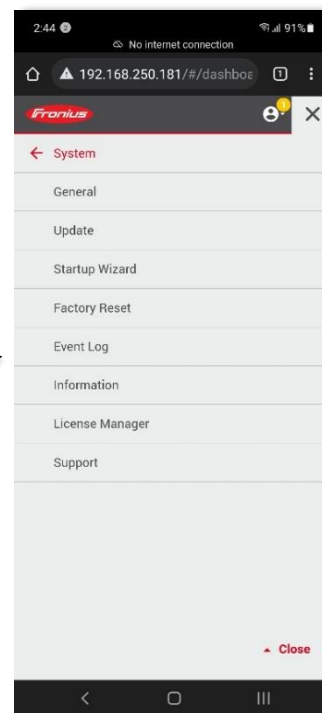 2:44 91%
No internet connection
192.168.250.181/#/dashboa 1
Fronius 1
System
General
Update
Startup Wizard
Factory Reset
Event Log
Information
License Manager
Support
Close